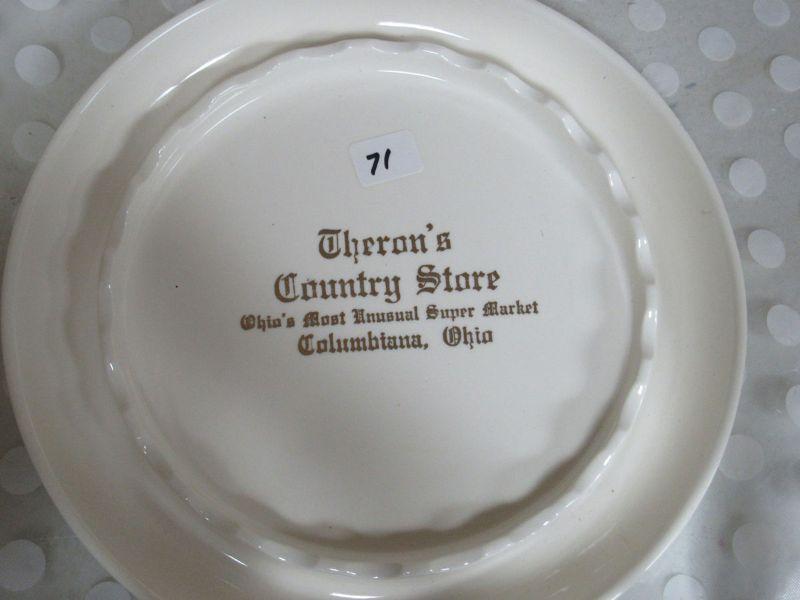 71
Theron's
Country Store
Ohio's Most Unusual Super Market
Columbiana, Ohio